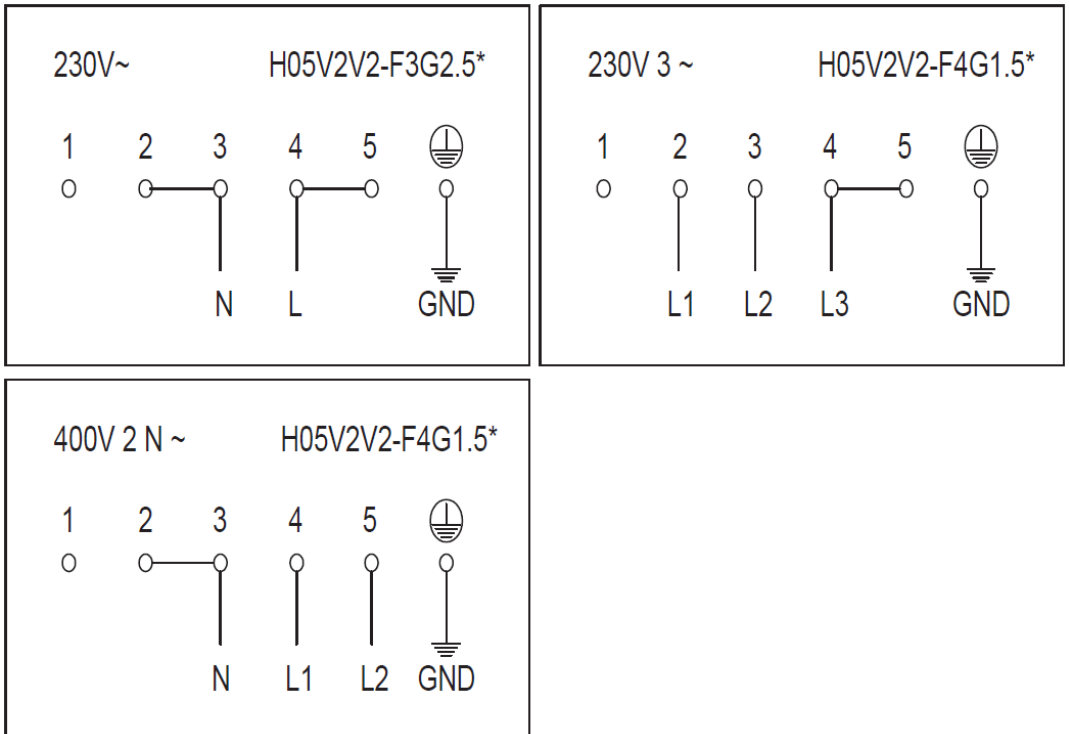 230V~ H05V2V2-F3G2.5*
1 2 3 4 5
N L GND
230V 3 ~ H05V2V2-F4G1.5*
1 2 3 4 5
L1 L2 L3 GND
400V 2 N ~ H05V2V2-F4G1.5*
1 2 3 4 5
N L1 L2 GND